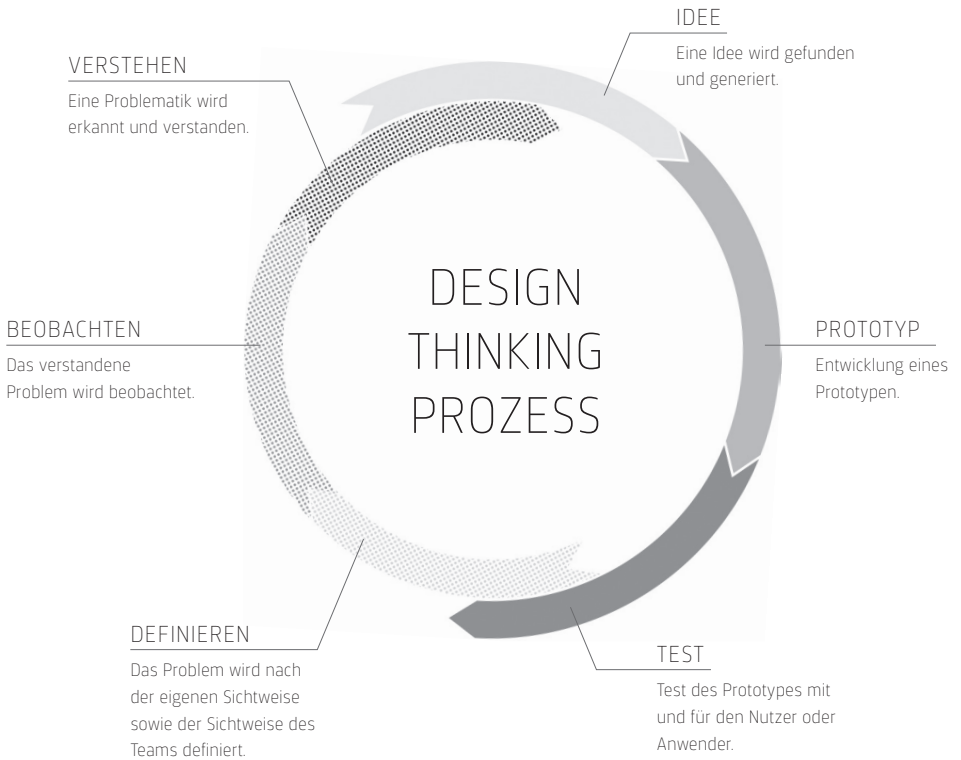 IDEE
Eine Idee wird gefunden
und generiert.
VERSTEHEN
Eine Problematik wird
erkannt und verstanden.
DESIGN
THINKING
PROZESS
BEOBACHTEN
Das verstandene
Problem wird beobachtet.
PROTOTYP
Entwicklung eines
Prototypen.
DEFINIEREN
Das Problem wird nach
der eigenen Sichtweise
sowie der Sichtweise des
Teams definiert.
TEST
Test des Prototypes mit
und für den Nutzer oder
Anwender.